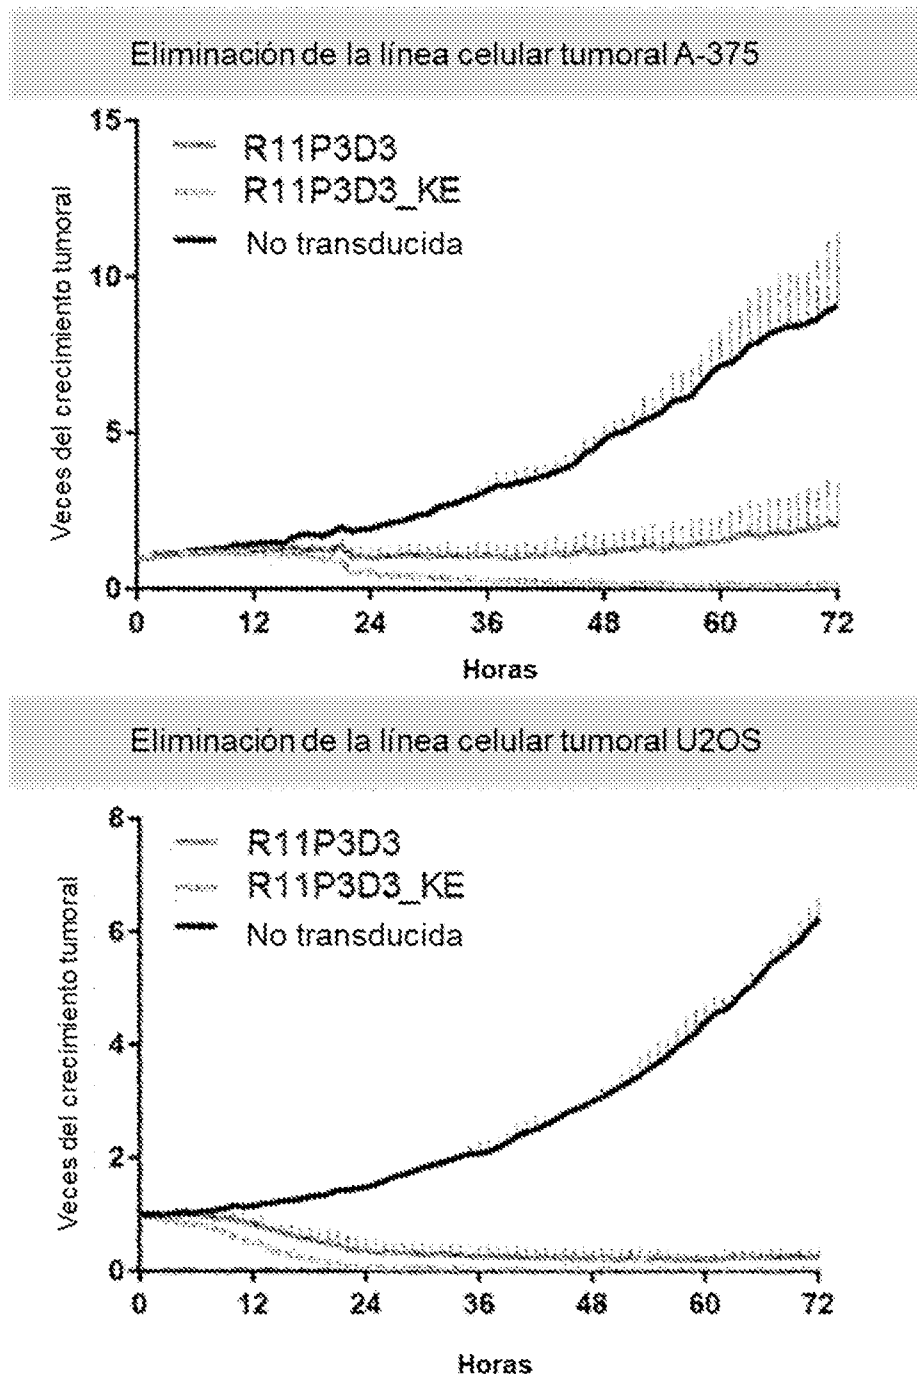 Eliminación de la línea celular tumoral A-375
Veces del crecimiento tumoral
15
10
5
0
R11P3D3
R11P3D3_KE
No transducida
0 12 24 36 48 60 72
Horas
Eliminación de la línea celular tumoral U2OS
Veces del crecimiento tumoral
8
6
4
2
0
R11P3D3
R11P3D3_KE
No transducida
0 12 24 36 48 60 72
Horas